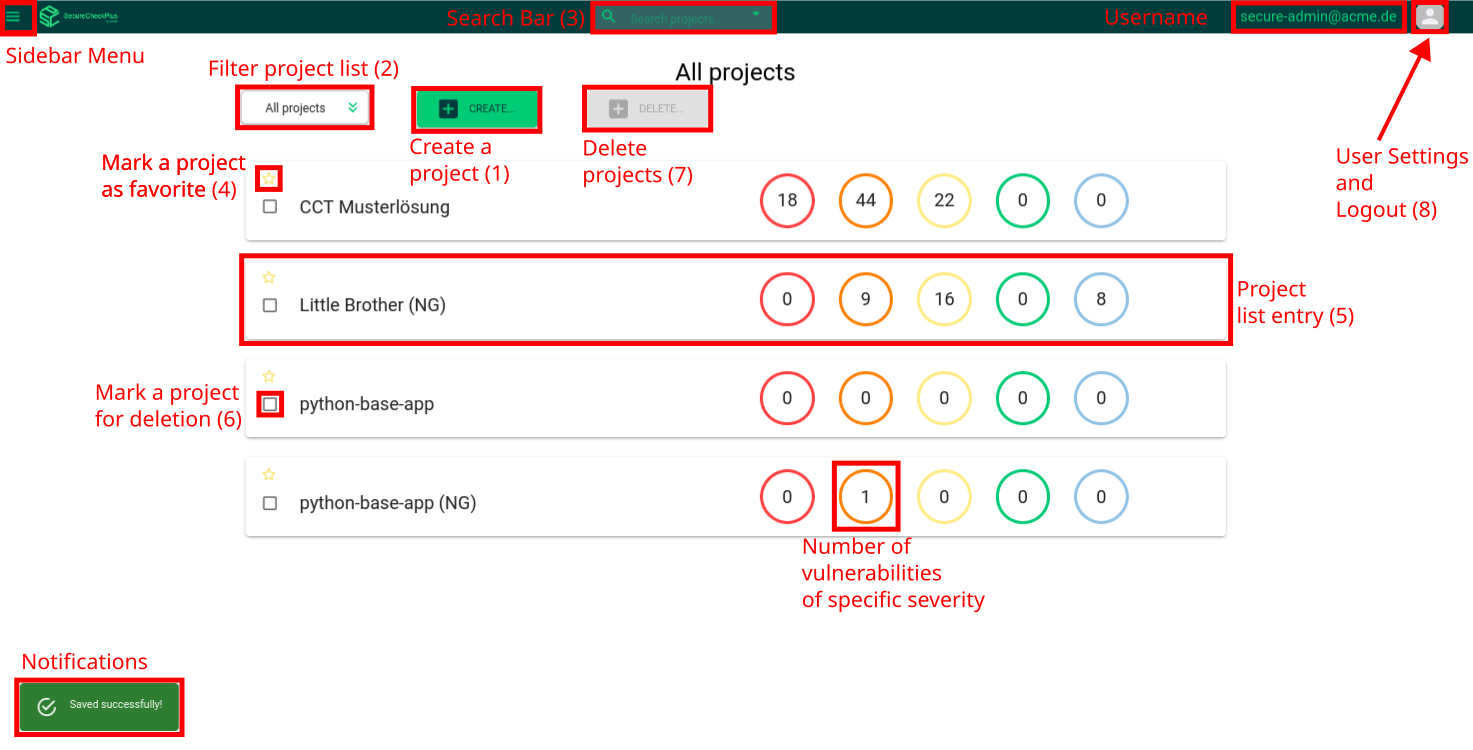 SecureCheckPlus
Search Bar (3)
Search projects...
Username
secure-admin@acme.de
Sidebar Menu
Filter project list (2)
All projects
All projects
CREATE...
DELETE...
Create a
project (1)
Delete
projects (7)
User Settings
and
Logout (8)
Mark a project
as favorite (4)
CCT Musterlösung
18 44 22 0 0
Little Brother (NG)
0 9 16 0 8
Project
list entry (5)
Mark a project
for deletion (6)
python-base-app
0 0 0 0 0
python-base-app (NG)
0 1 0 0 0
Number of
vulnerabilities
of specific severity
Notifications
Saved successfully!